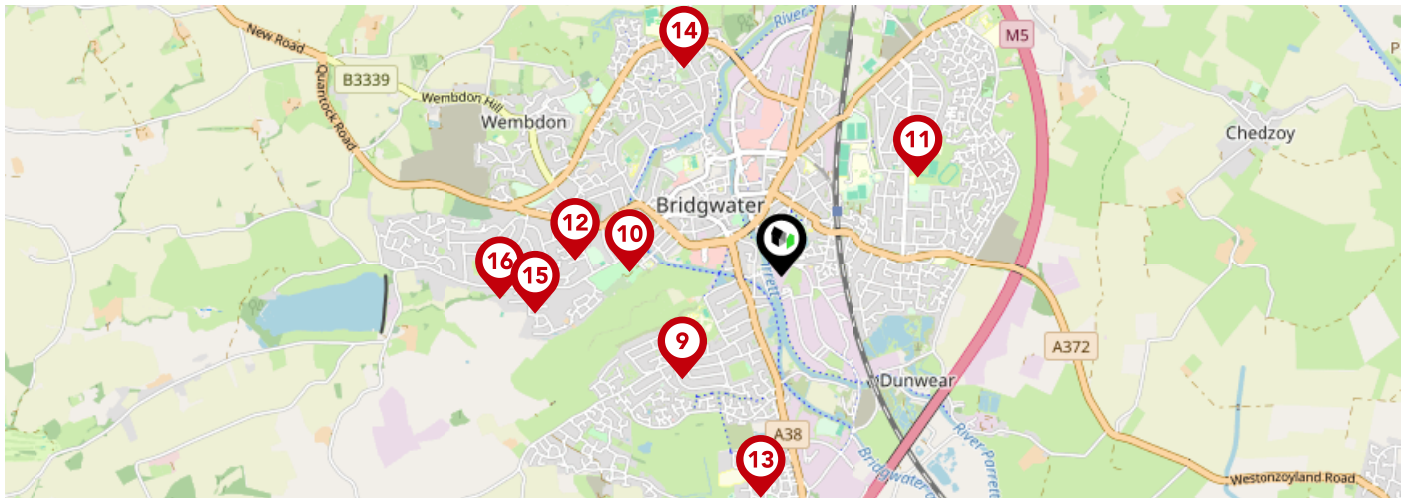 14
River
New Road
M5
P
B3339
Quantock Road
Wembdon Hill
Wembdon
11
Chedzoy
Bridgwater
12
10
16
15
Parrett
9
A372
Dunwear
A38
13
River Parrett
Bridgwater
Westonzoyland Road